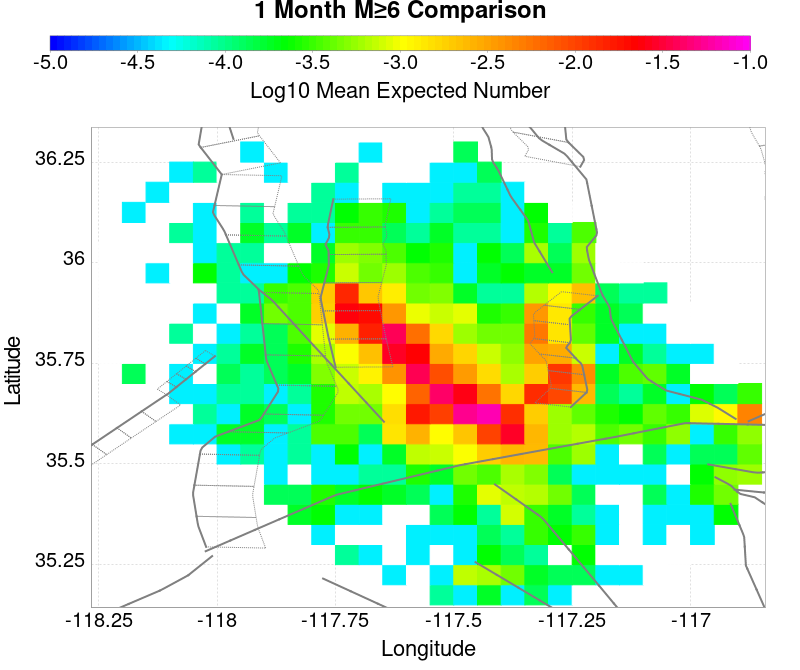 1 Month M≥6 Comparison
-5.0 -4.5 -4.0 -3.5 -3.0 -2.5 -2.0 -1.5 -1.0
Log10 Mean Expected Number
36.25
36
35.75
35.5
35.25
Latitude
-118.25 -118 -117.75 -117.5 -117.25 -117
Longitude